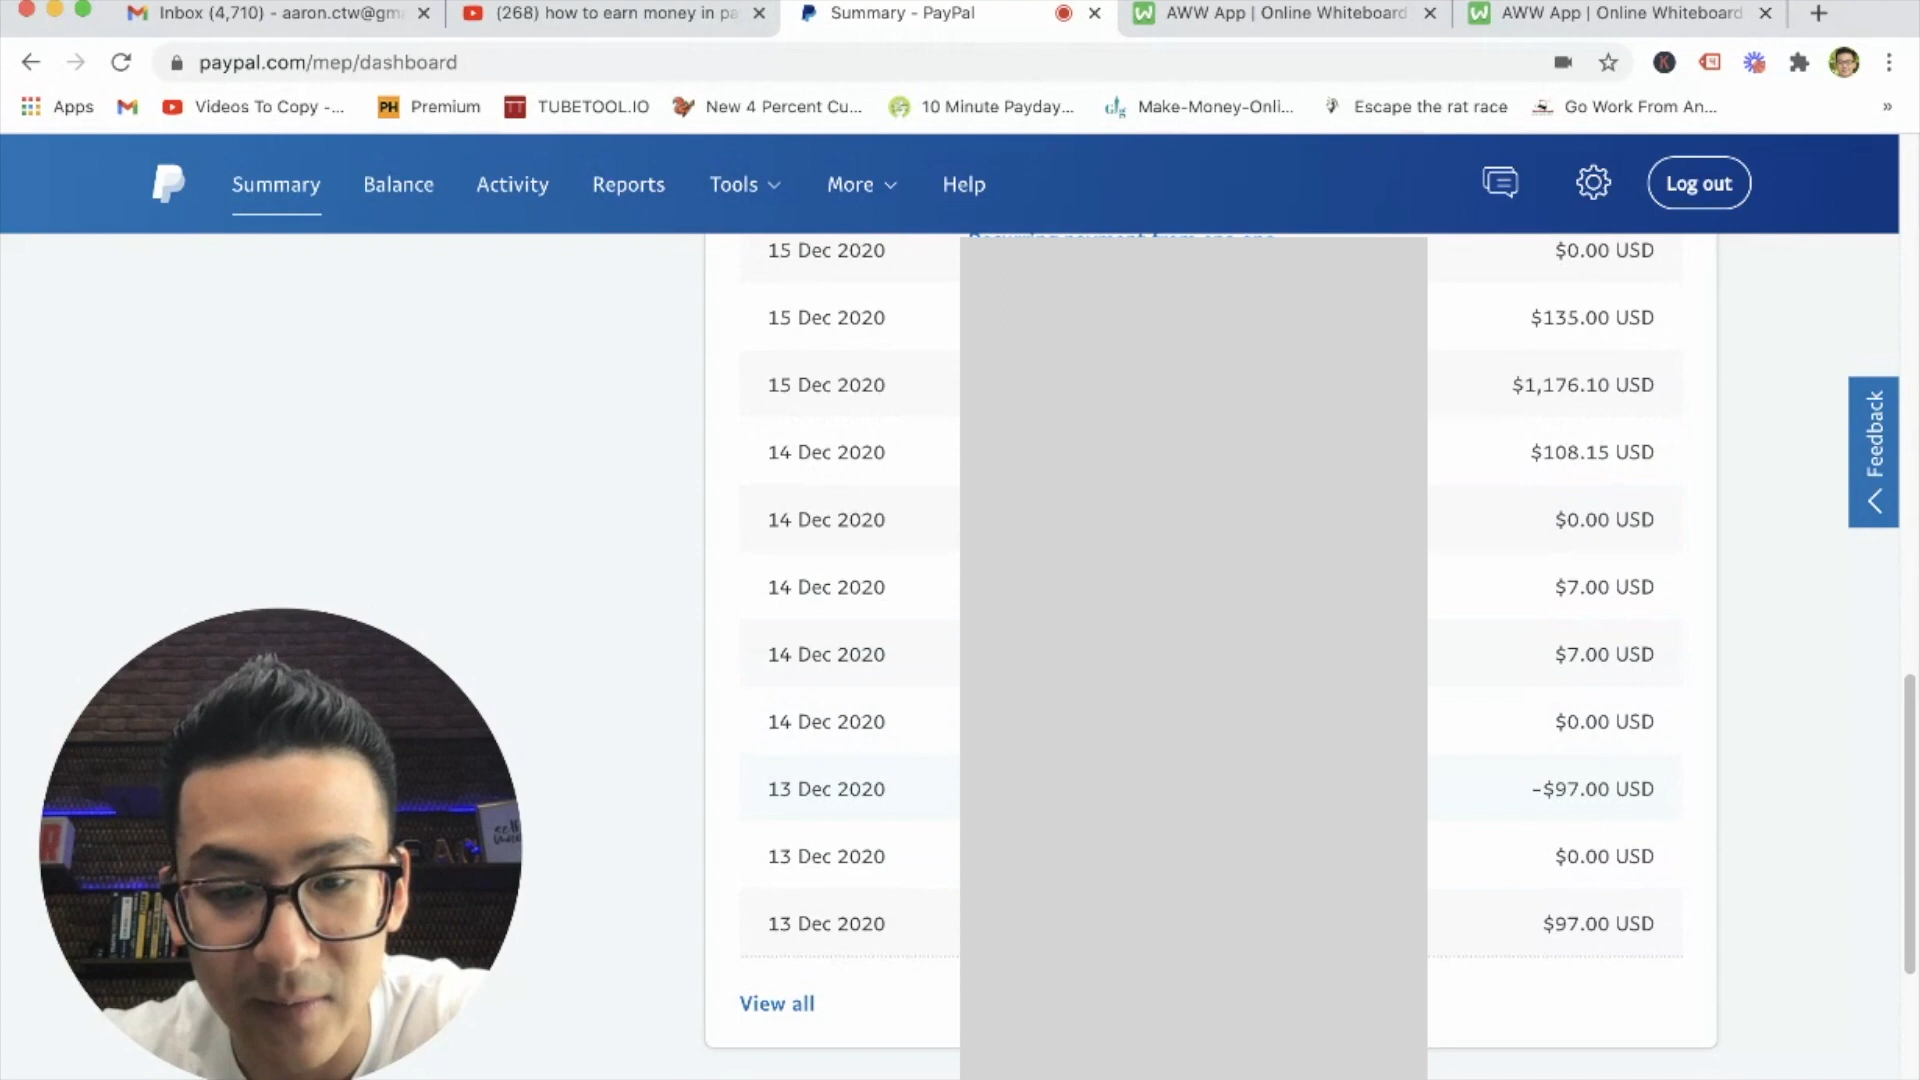 Inbox (4,710) - aaron.ctw@gm
(268) how to earn money in pa
Summary - PayPal
AWW App | Online Whiteboard
AWW App | Online Whiteboard
paypal.com/mep/dashboard
Apps
Videos To Copy -...
PH Premium
TT TUBETOOL.IO
New 4 Percent Cu...
10 Minute Payday...
Make-Money-Onli...
Escape the rat race
Go Work From An...
»
Summary
Balance
Activity
Reports
Tools
More
Help
Log out
15 Dec 2020 $0.00 USD
15 Dec 2020 $135.00 USD
15 Dec 2020 $1,176.10 USD
14 Dec 2020 $108.15 USD
14 Dec 2020 $0.00 USD
14 Dec 2020 $7.00 USD
14 Dec 2020 $7.00 USD
14 Dec 2020 $0.00 USD
13 Dec 2020 -$97.00 USD
13 Dec 2020 $0.00 USD
13 Dec 2020 $97.00 USD
View all
Feedback